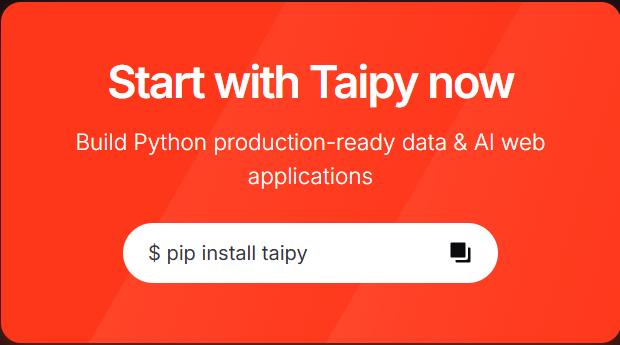 Start with Taipy now
Build Python production-ready data & AI web
applications
$ pip install taipy